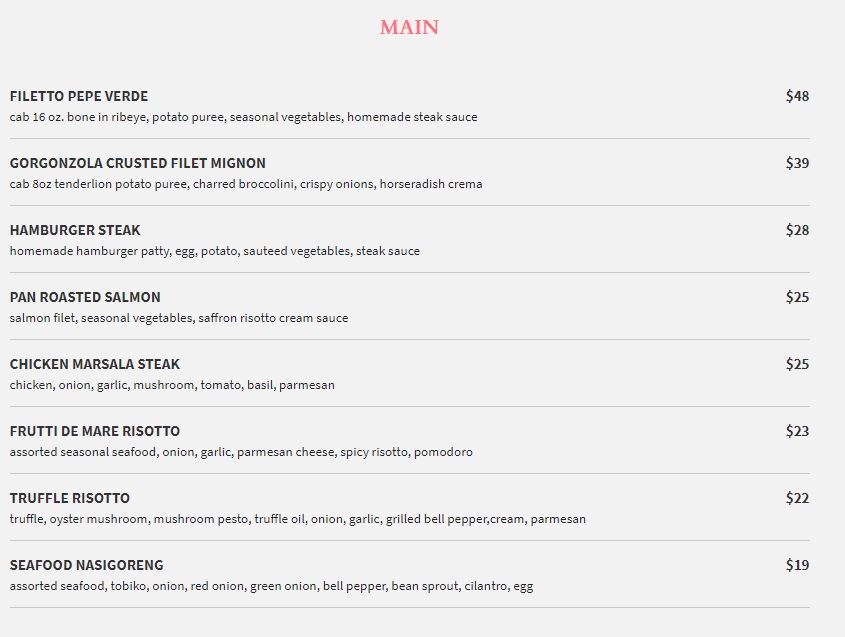 MAIN
FILETTO PEPE VERDE $48
cab 16 oz. bone in ribeye, potato puree, seasonal vegetables, homemade steak sauce
GORGONZOLA CRUSTED FILET MIGNON $39
cab 8oz tenderlion potato puree, charred broccolini, crispy onions, horseradish crema
HAMBURGER STEAK $28
homemade hamburger patty, egg, potato, sauteed vegetables, steak sauce
PAN ROASTED SALMON $25
salmon filet, seasonal vegetables, saffron risotto cream sauce
CHICKEN MARSALA STEAK $25
chicken, onion, garlic, mushroom, tomato, basil, parmesan
FRUTTI DE MARE RISOTTO $23
assorted seasonal seafood, onion, garlic, parmesan cheese, spicy risotto, pomodoro
TRUFFLE RISOTTO $22
truffle, oyster mushroom, mushroom pesto, truffle oil, onion, garlic, grilled bell pepper,cream, parmesan
SEAFOOD NASIGORENG $19
assorted seafood, tobiko, onion, red onion, green onion, bell pepper, bean sprout, cilantro, egg